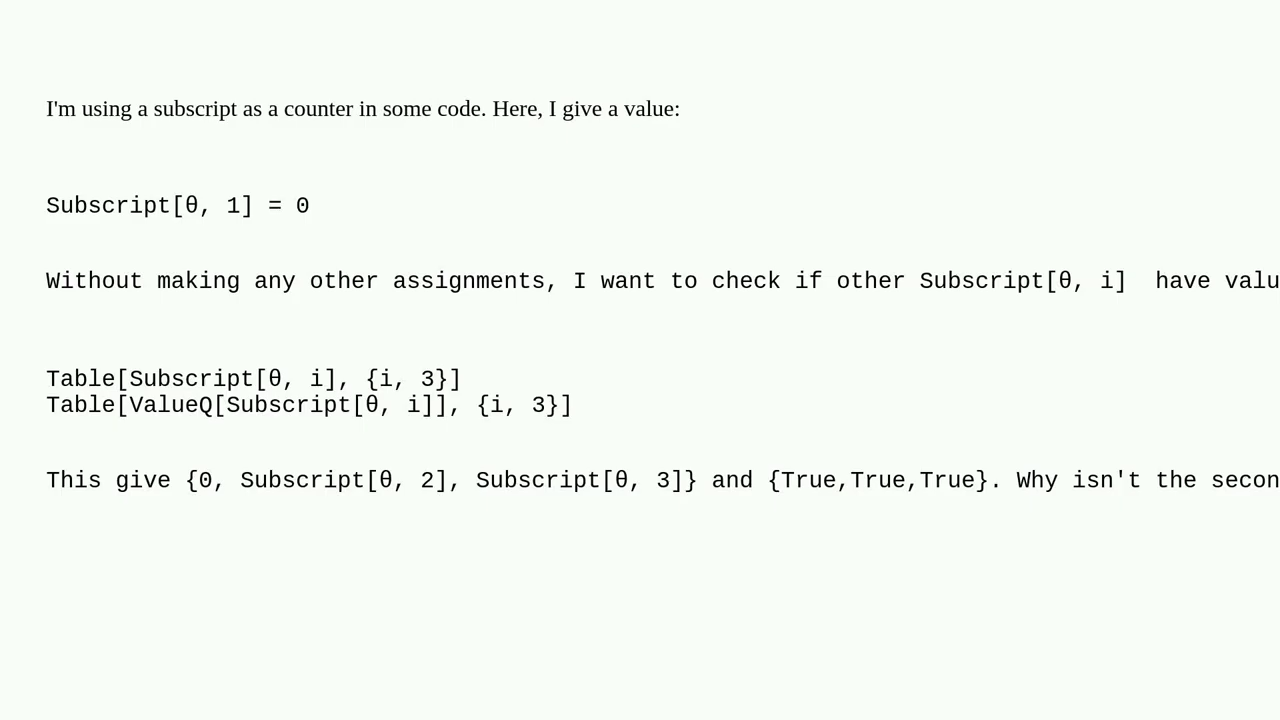 I'm using a subscript as a counter in some code. Here, I give a value:
Subscript[θ, 1] = 0
Without making any other assignments, I want to check if other Subscript[θ, i]  have
Table[Subscript[θ, i], {i, 3}]
Table[ValueQ[Subscript[θ, i]], {i, 3}]
This give {0, Subscript[θ, 2], Subscript[θ, 3]} and {True,True,True}. Why isn't the